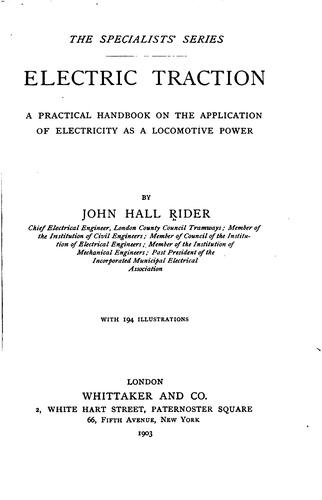 THE SPECIALISTS' SERIES
ELECTRIC TRACTION
A PRACTICAL HANDBOOK ON THE APPLICATION
OF ELECTRICITY AS A LOCOMOTIVE POWER
BY
JOHN HALL RIDER
Chief Electrical Engineer, London County Council Tramways; Member of
the Institution of Civil Engineers; Member of Council of the Institu-
tion of Electrical Engineers; Member of the Institution of
Mechanical Engineers; Past President of the
Incorporated Municipal Electrical
Association
WITH 194 ILLUSTRATIONS
LONDON
WHITTAKER AND CO.
2, WHITE HART STREET, PATERNOSTER SQUARE
66, FIFTH AVENUE, NEW YORK
1903